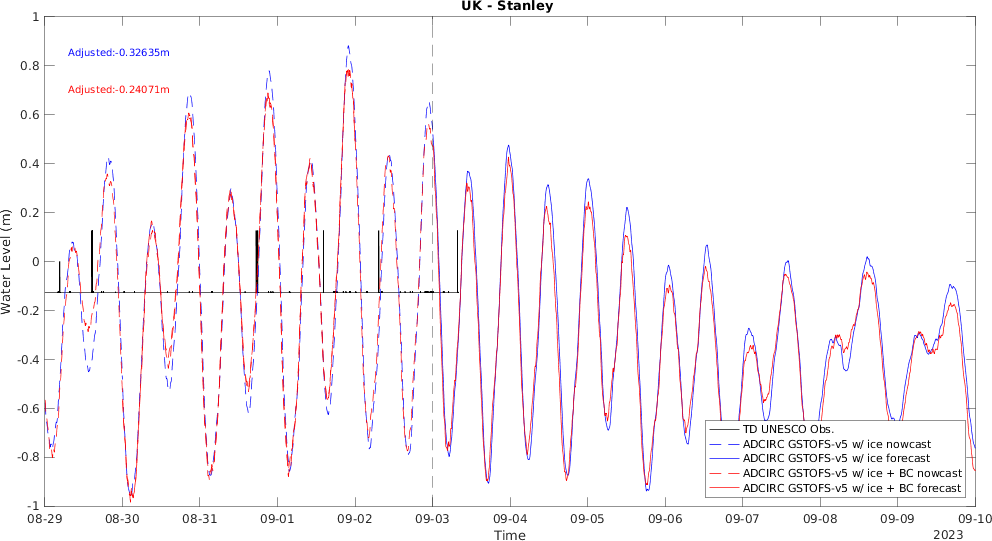 UK - Stanley
1
0.8
0.6
0.4
0.2
0
-0.2
-0.4
-0.6
-0.8
-1
Water Level (m)
Adjusted:-0.32635m
Adjusted:-0.24071m
TD UNESCO Obs.
ADCIRC GSTOFS-v5 w/ ice nowcast
ADCIRC GSTOFS-v5 w/ ice forecast
ADCIRC GSTOFS-v5 w/ ice + BC nowcast
ADCIRC GSTOFS-v5 w/ ice + BC forecast
08-29 08-30 08-31 09-01 09-02 09-03 09-04 09-05 09-06 09-07 09-08 09-09 09-10
Time
2023